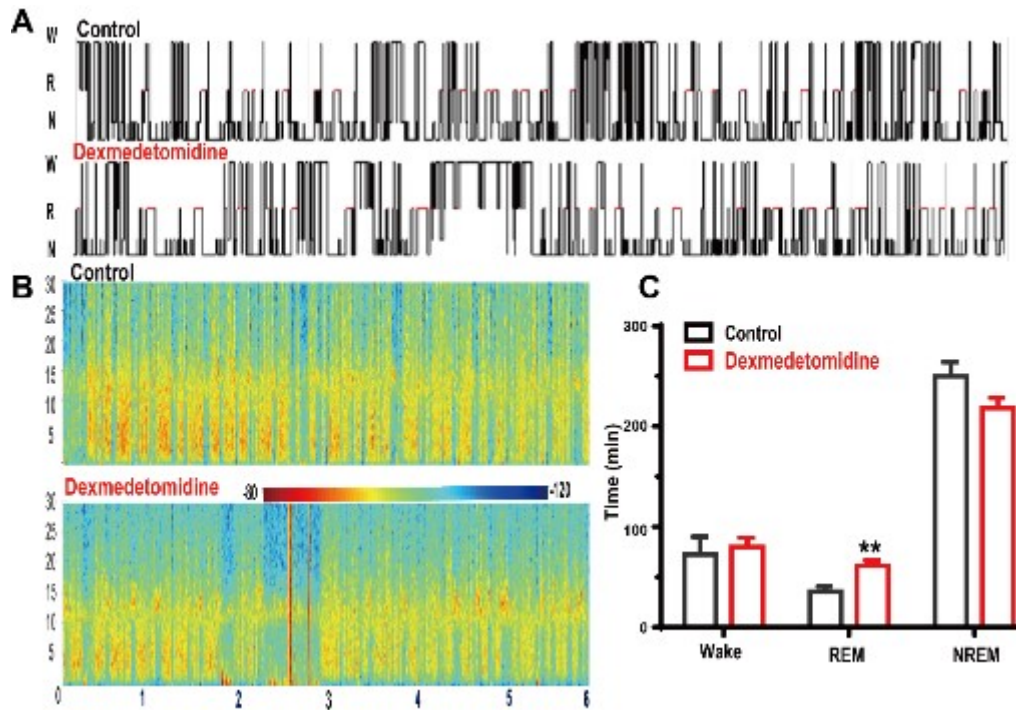 A
Control
W
R
N
Dexmedetomidine
W
R
N
B
Control
30
25
20
15
10
5
Dexmedetomidine
-80
-120
30
25
20
15
10
5
0 1 2 3 4 5 6
C
Control
Dexmedetomidine
Time (min)
300
200
100
0
**
Wake REM NREM